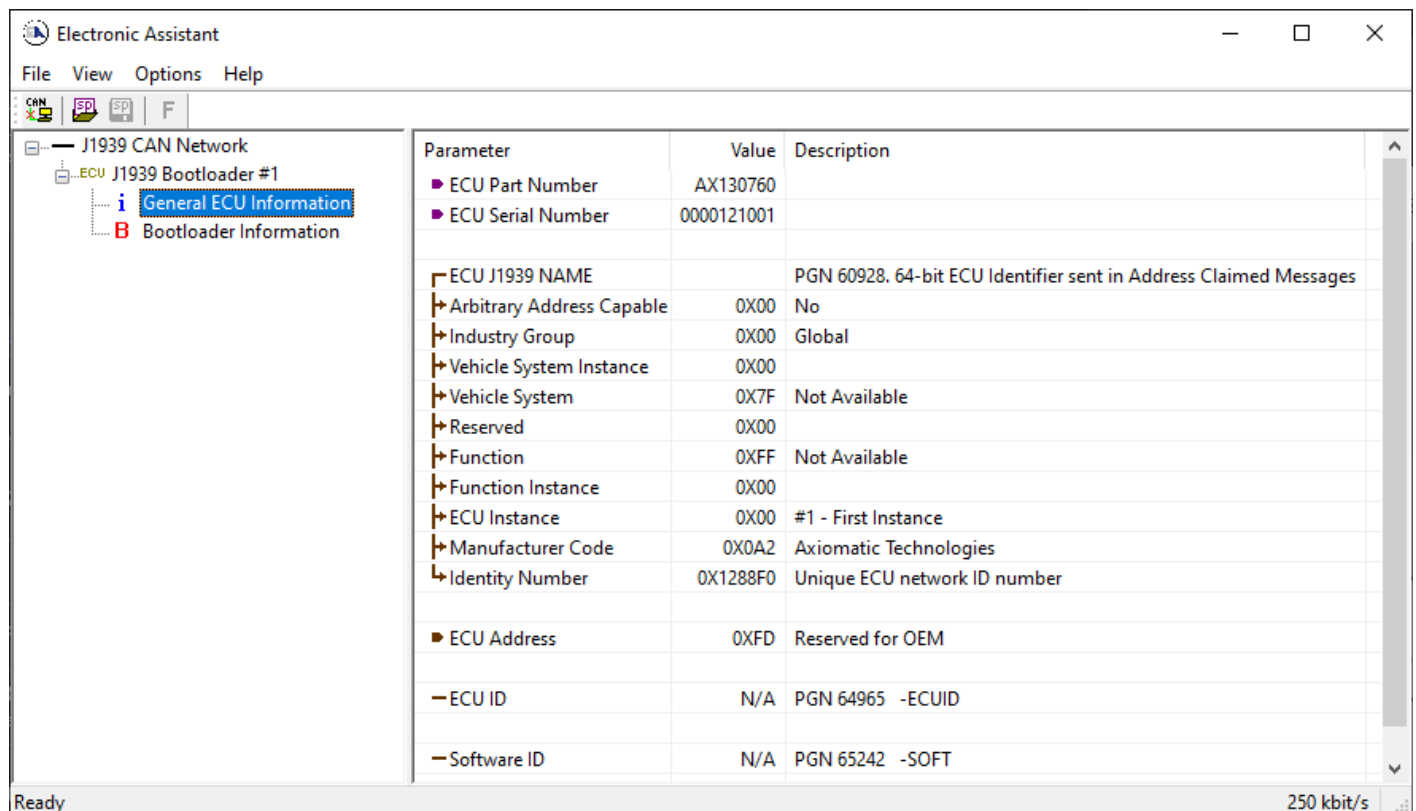 Electronic Assistant
File View Options Help
CAN SP SP F
J1939 CAN Network
ECU J1939 Bootloader #1
i General ECU Information
B Bootloader Information
Parameter Value Description
ECU Part Number AX130760
ECU Serial Number 0000121001
ECU J1939 NAME PGN 60928. 64-bit ECU Identifier sent in Address Claimed Messages
Arbitrary Address Capable 0X00 No
Industry Group 0X00 Global
Vehicle System Instance 0X00
Vehicle System 0X7F Not Available
Reserved 0X00
Function 0XFF Not Available
Function Instance 0X00
ECU Instance 0X00 #1 - First Instance
Manufacturer Code 0X0A2 Axiomatic Technologies
Identity Number 0X1288F0 Unique ECU network ID number
ECU Address 0XFD Reserved for OEM
ECU ID N/A PGN 64965 -ECUID
Software ID N/A PGN 65242 -SOFT
Ready 250 kbit/s